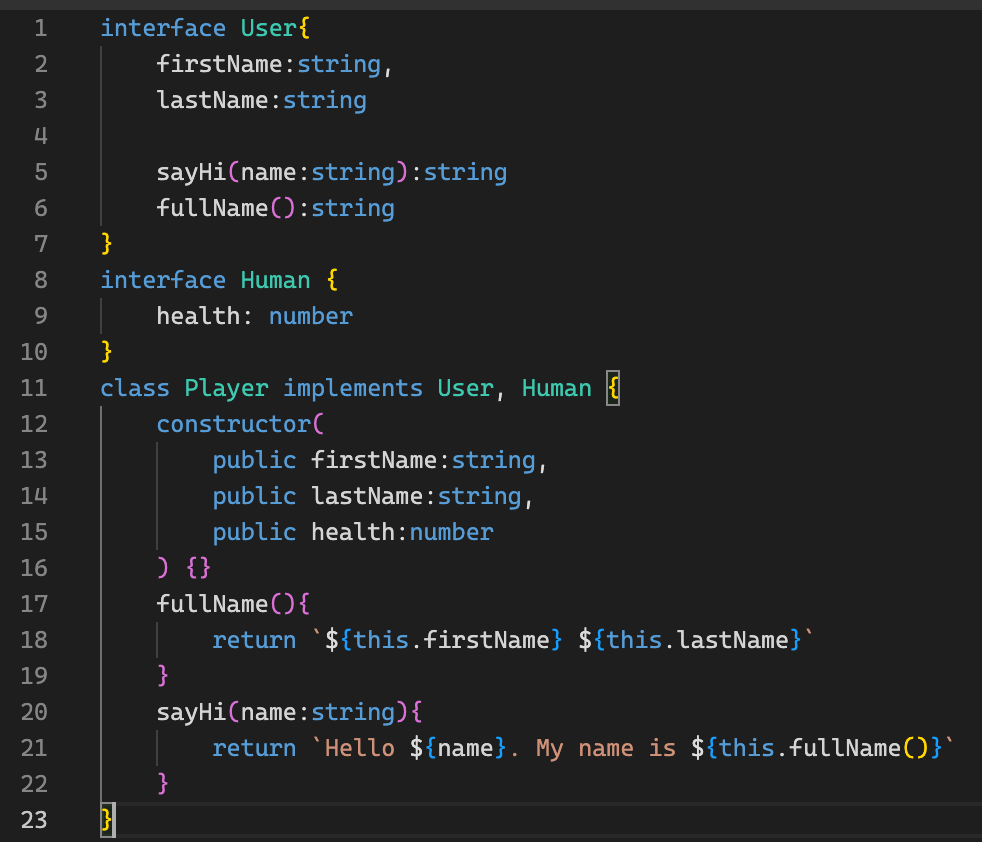 1 interface User{
2     firstName:string,
3     lastName:string
4
5     sayHi(name:string):string
6     fullName():string
7 }
8 interface Human {
9     health: number
10 }
11 class Player implements User, Human {
12     constructor(
13         public firstName:string,
14         public lastName:string,
15         public health:number
16     ) {}
17     fullName(){
18         return `${this.firstName} ${this.lastName}`
19     }
20     sayHi(name:string){
21         return `Hello ${name}. My name is ${this.fullName()}`
22     }
23 }